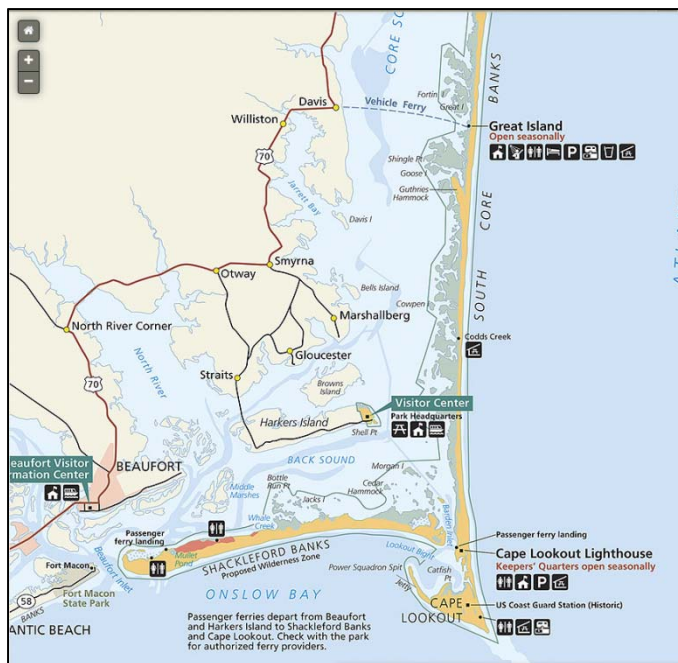 CORE SO
BANKS
Fortin I
Great I
Davis
Vehicle Ferry
Great Island
Open seasonally
Williston
70
Shingle Pt
Goose I
Guthries
Hammock
Jarrett Bay
Davis I
CORE
SOUTH
Smyrna
Otway
Bells Island
Cowpen I
Marshallberg
North River Corner
Codds Creek
Gloucester
North
River
70
Straits
Browns
Island
Visitor Center
Park Headquarters
Harkers Island
Shell Pt
Beaufort Visitor
rmation Center
BEAUFORT
BACK SOUND
Middle
Marshes
Bottle
Run Pt
Morgan I
Cedar
Hammock
Jacks I
Whale
Creek
Barden Inlet
Passenger
ferry landing
Mullet
Pond
Passenger ferry landing
Cape Lookout Lighthouse
Keepers' Quarters open seasonally
P
SHACKLEFORD BANKS
Proposed Wilderness Zone
Lookout Bight
Catfish
Pt
Power Squadron Spit
Jetty
Beaufort Inlet
Fort Macon
Fort Macon
State Park
58
BANKS
ANTIC BEACH
ONSLOW BAY
CAPE
LOOKOUT
US Coast Guard Station (Historic)
Passenger ferries depart from Beaufort
and Harkers Island to Shackleford Banks
and Cape Lookout. Check with the park
for authorized ferry providers.